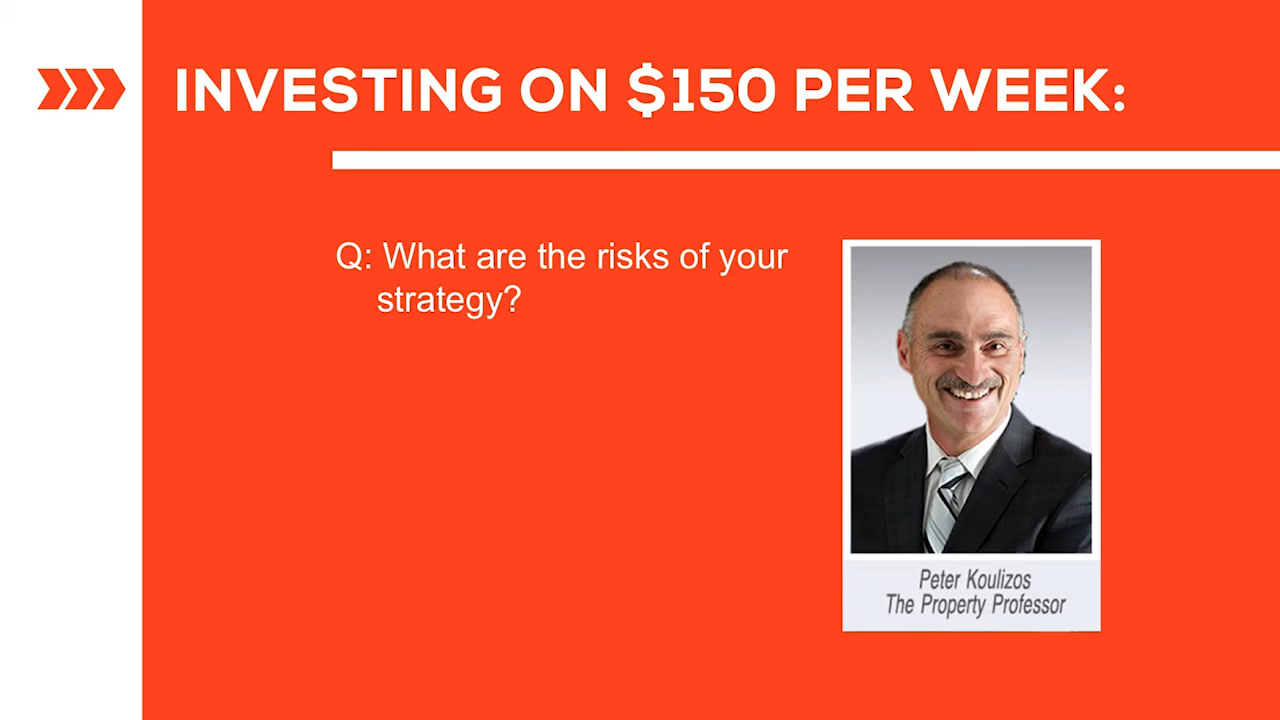 INVESTING ON $150 PER WEEK:
Q: What are the risks of your
strategy?
Peter Koulizos
The Property Professor